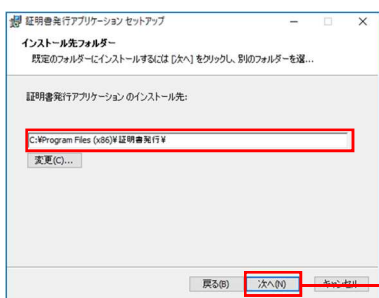 証明書発行アプリケーション セットアップ
インストール先フォルダー
既定のフォルダーにインストールするには [次へ] をクリックし、別のフォルダーを選...
証明書発行アプリケーション のインストール先:
C:¥Program Files (x86)¥証明書発行¥
変更(C)...
戻る(B)
次へ(N)
キャンセル